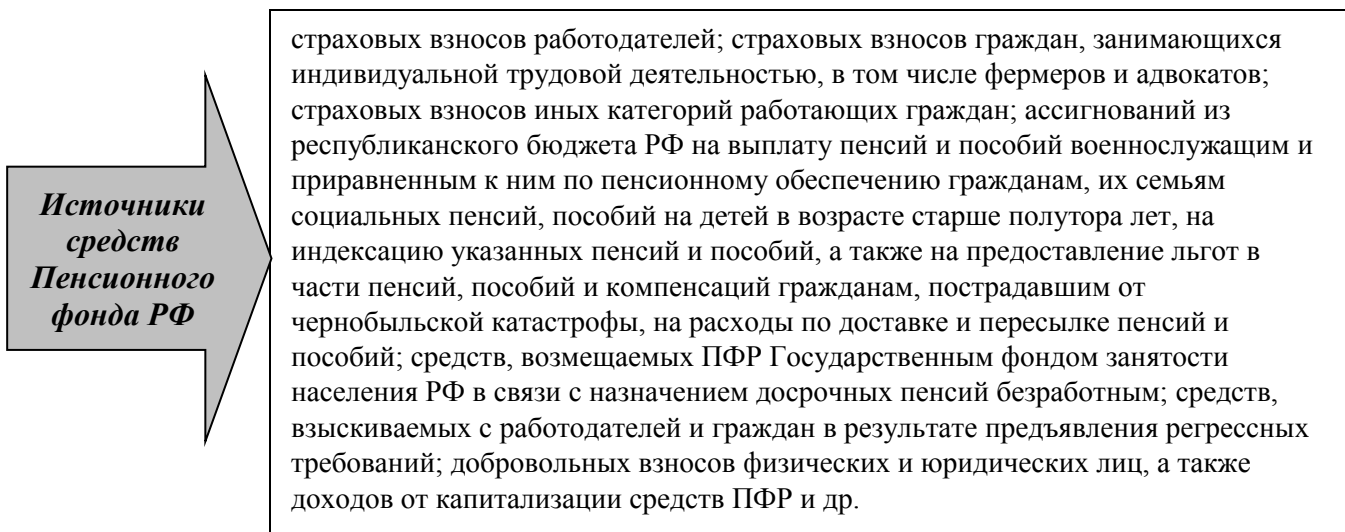 Источники
средств
Пенсионного
фонда РФ
страховых взносов работодателей; страховых взносов граждан, занимающихся
индивидуальной трудовой деятельностью, в том числе фермеров и адвокатов;
страховых взносов иных категорий работающих граждан; ассигнований из
республиканского бюджета РФ на выплату пенсий и пособий военнослужащим и
приравненным к ним по пенсионному обеспечению гражданам, их семьям
социальных пенсий, пособий на детей в возрасте старше полутора лет, на
индексацию указанных пенсий и пособий, а также на предоставление льгот в
части пенсий, пособий и компенсаций гражданам, пострадавшим от
чернобыльской катастрофы, на расходы по доставке и пересылке пенсий и
пособий; средств, возмещаемых ПФР Государственным фондом занятости
населения РФ в связи с назначением досрочных пенсий безработным; средств,
взыскиваемых с работодателей и граждан в результате предъявления регрессных
требований; добровольных взносов физических и юридических лиц, а также
доходов от капитализации средств ПФР и др.